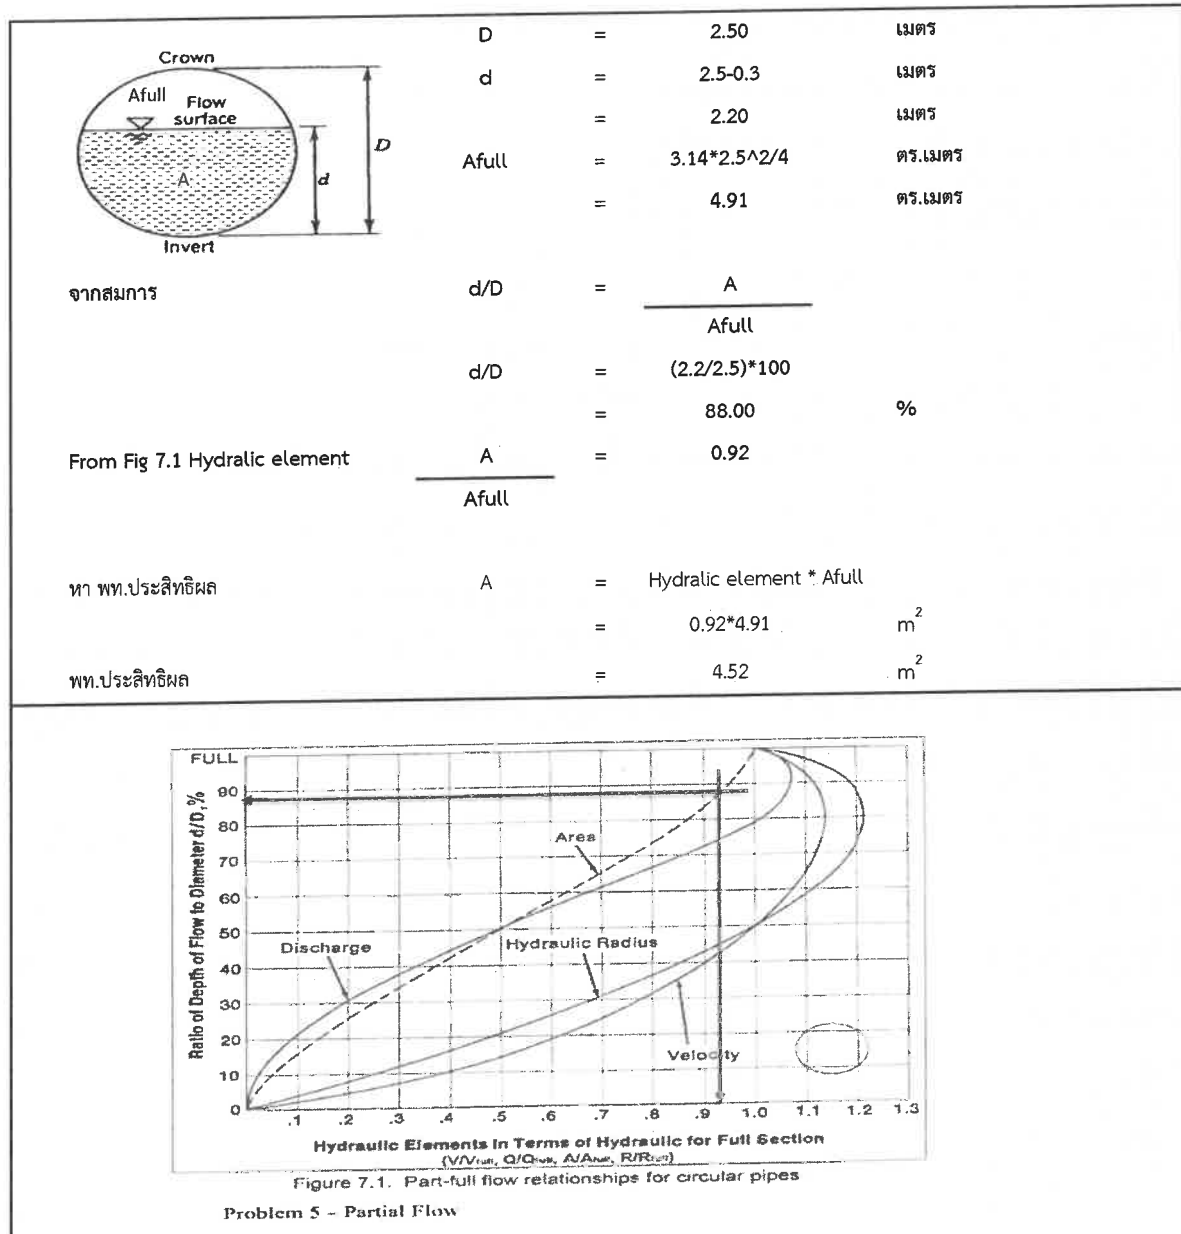 D = 2.50 เมตร
Crown
d = 2.5-0.3 เมตร
Afull Flow
surface
= 2.20 เมตร
D
Afull = 3.14*2.5^2/4 ตร.เมตร
A d
= 4.91 ตร.เมตร
Invert
จากสมการ d/D = A
Afull
d/D = (2.2/2.5)*100
= 88.00 %
From Fig 7.1 Hydralic element A = 0.92
Afull
หา พท.ประสิทธิผล A = Hydralic element * Afull
= 0.92*4.91 m²
พท.ประสิทธิผล = 4.52 m²
FULL
90
80
70
60
50
40
30
20
10
0
Ratio of Depth of Flow to Diameter d/D,%
Area
Discharge
Hydraulic Radius
Velocity
.1 .2 .3 .4 .5 .6 .7 .8 .9 1.0 1.1 1.2 1.3
Hydraulic Elements in Terms of Hydraulic for Full Section
(V/Vfull, Q/Qfull, A/Afull, R/Rfull)
Figure 7.1. Part-full flow relationships for circular pipes
Problem 5 - Partial Flow